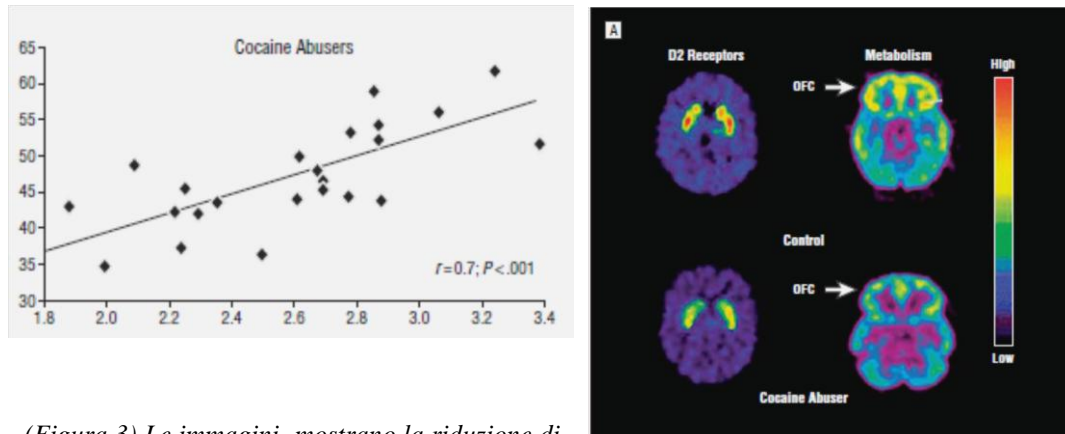 Cocaine Abusers
65
60
55
50
45
40
35
30
r=0.7; P<.001
1.8 2.0 2.2 2.4 2.6 2.8 3.0 3.2 3.4
A
D2 Receptors Metabolism
High
OFC
Control
OFC
Low
Cocaine Abuser
(Figura 3) Le immagini mostrano la riduzione di